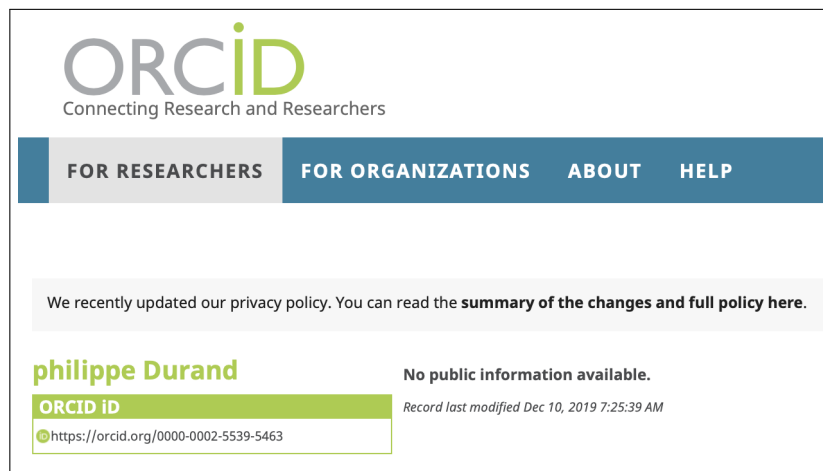 ORCiD
Connecting Research and Researchers
FOR RESEARCHERS FOR ORGANIZATIONS ABOUT HELP
We recently updated our privacy policy. You can read the summary of the changes and full policy here.
philippe Durand
ORCID iD
iD https://orcid.org/0000-0002-5539-5463
No public information available.
Record last modified Dec 10, 2019 7:25:39 AM